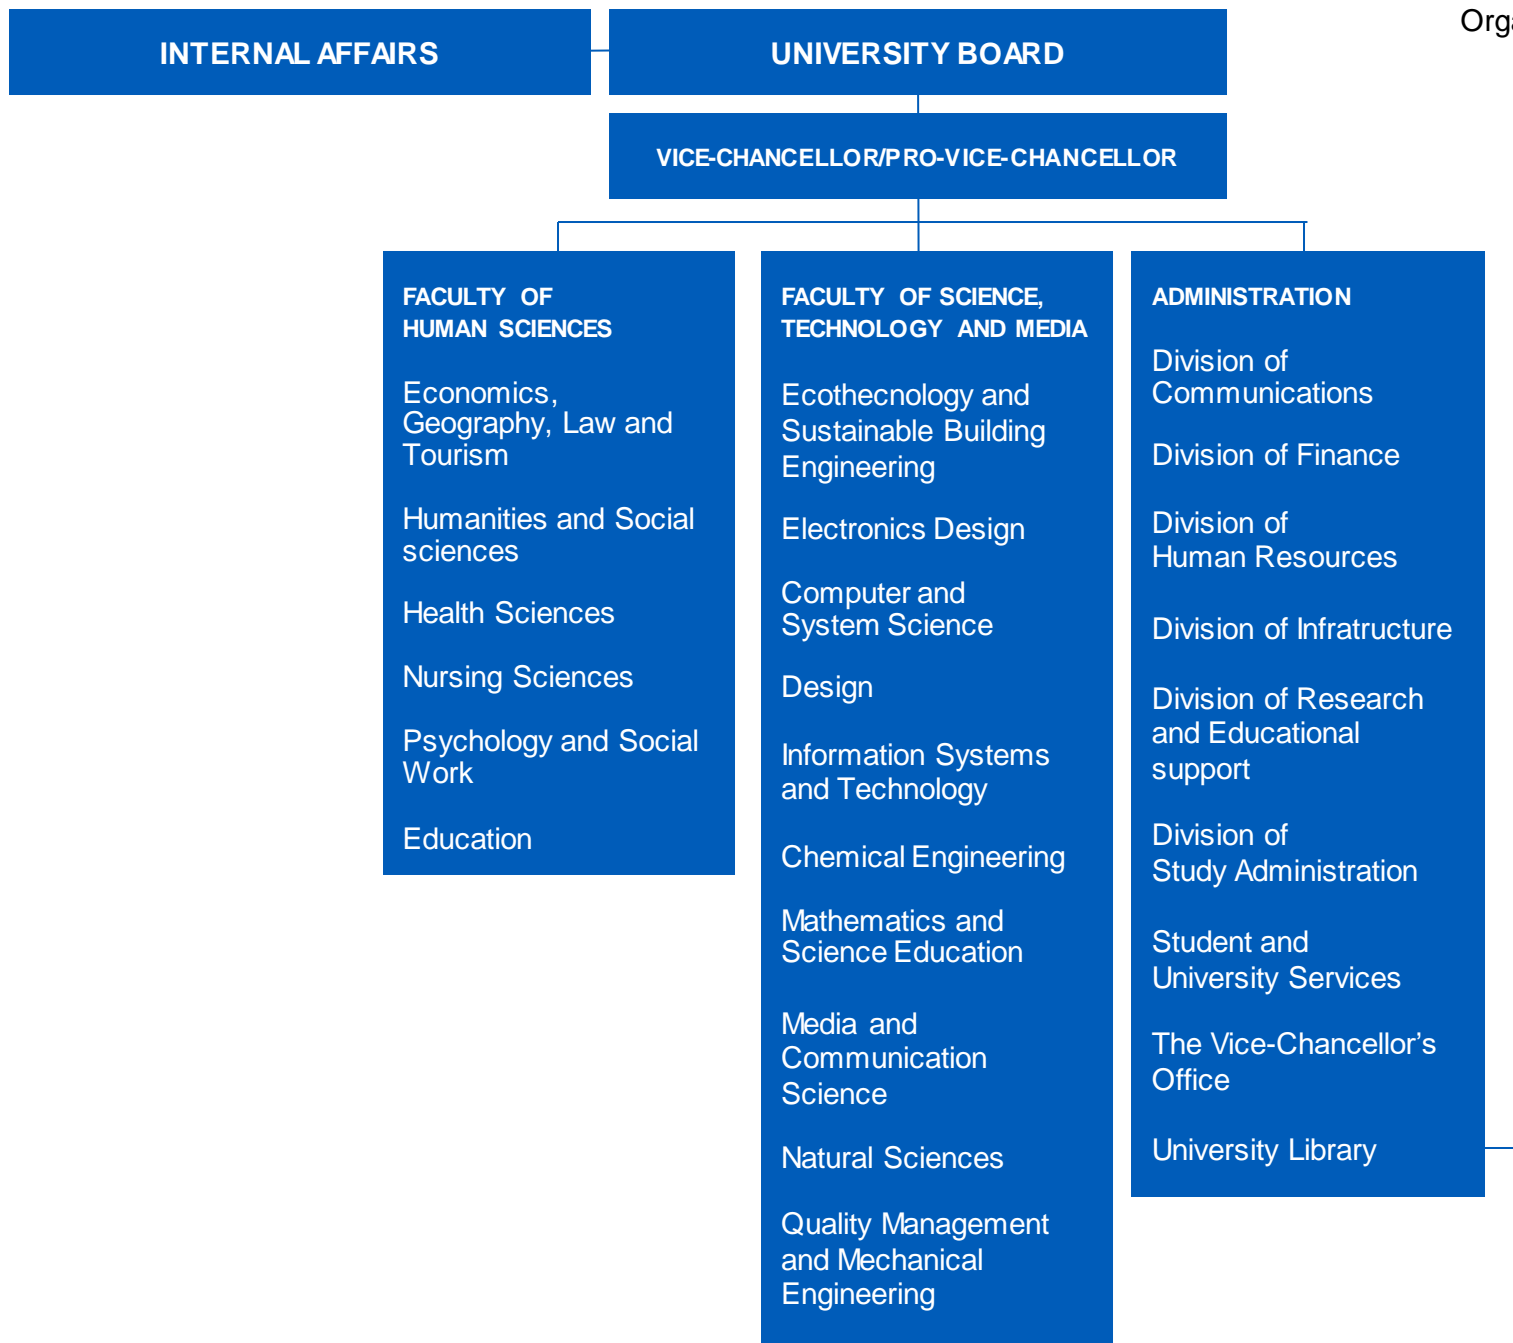 INTERNAL AFFAIRS
UNIVERSITY BOARD
VICE-CHANCELLOR/PRO-VICE-CHANCELLOR
FACULTY OF
HUMAN SCIENCES
Economics,
Geography, Law and
Tourism
Humanities and Social
sciences
Health Sciences
Nursing Sciences
Psychology and Social
Work
Education
FACULTY OF SCIENCE,
TECHNOLOGY AND MEDIA
Ecothecnology and
Sustainable Building
Engineering
Electronics Design
Computer and
System Science
Design
Information Systems
and Technology
Chemical Engineering
Mathematics and
Science Education
Media and
Communication
Science
Natural Sciences
Quality Management
and Mechanical
Engineering
ADMINISTRATION
Division of
Communications
Division of Finance
Division of
Human Resources
Division of Infratructure
Division of Research
and Educational
support
Division of
Study Administration
Student and
University Services
The Vice-Chancellor’s
Office
University Library